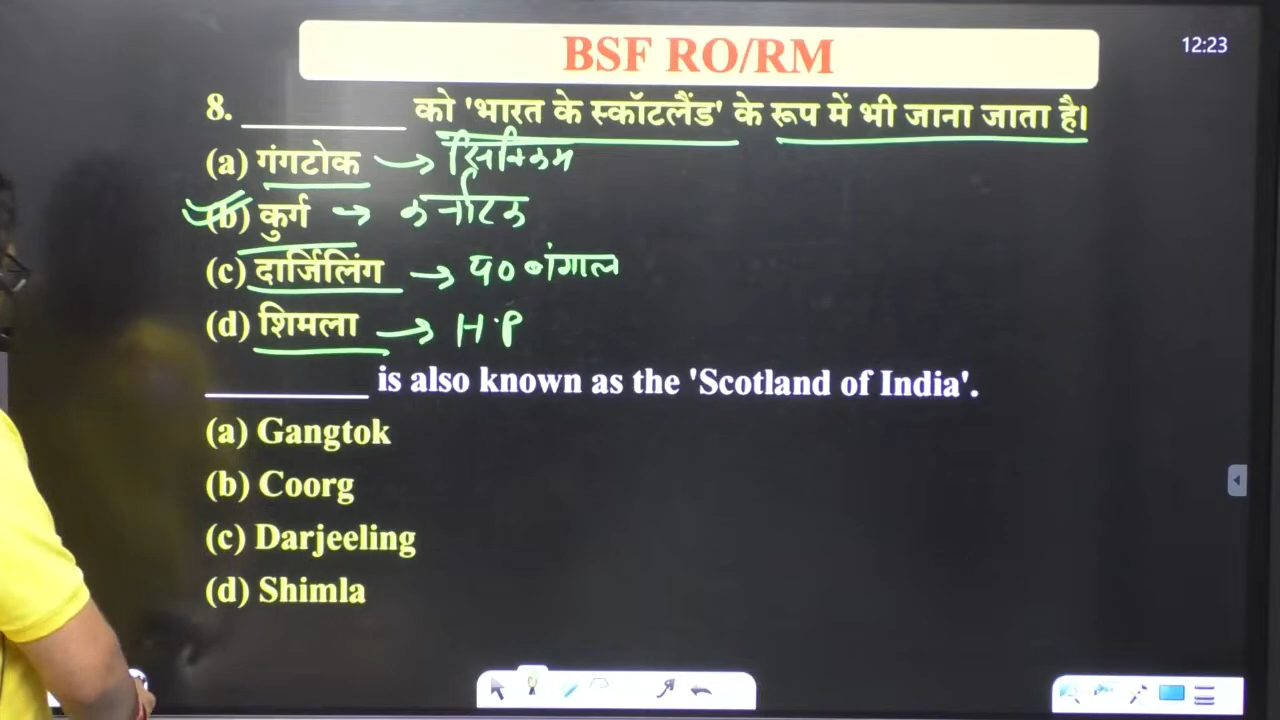 BSF RO/RM
12:23
8. ________ को 'भारत के स्कॉटलैंड' के रूप में भी जाना जाता है।
(a) गंगटोक → सिक्किम
(b) कुर्ग → कर्नाटक
(c) दार्जिलिंग → प० बंगाल
(d) शिमला → H.P
________ is also known as the 'Scotland of India'.
(a) Gangtok
(b) Coorg
(c) Darjeeling
(d) Shimla